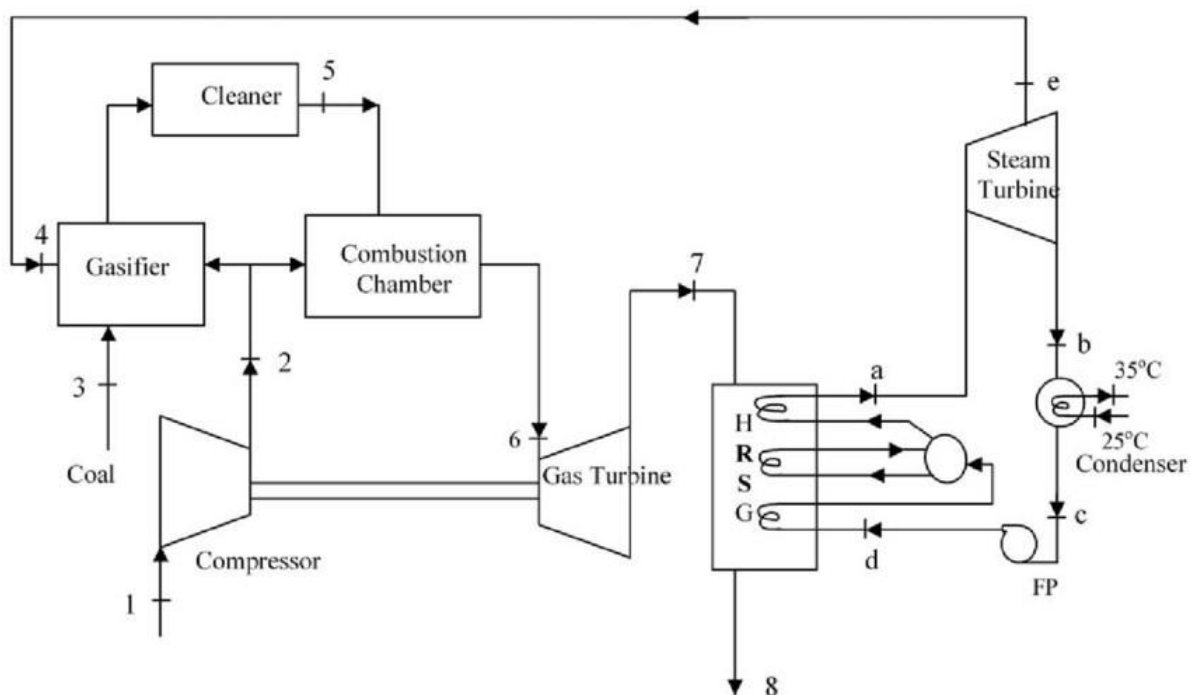 5
Cleaner
e
Steam
Turbine
4
Gasifier
Combustion
Chamber
7
2
3
b
a
35°C
25°C
Condenser
6
Coal
Gas Turbine
H
R
S
G
c
d
FP
Compressor
1
8